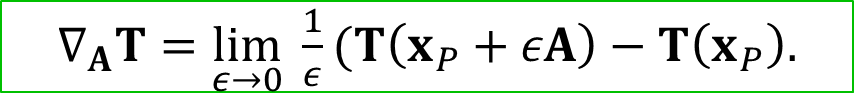 ∇_𝐀 𝐓 = lim_{ϵ→0} 1/ϵ (𝐓(𝐱_P + ϵ𝐀) − 𝐓(𝐱_P).